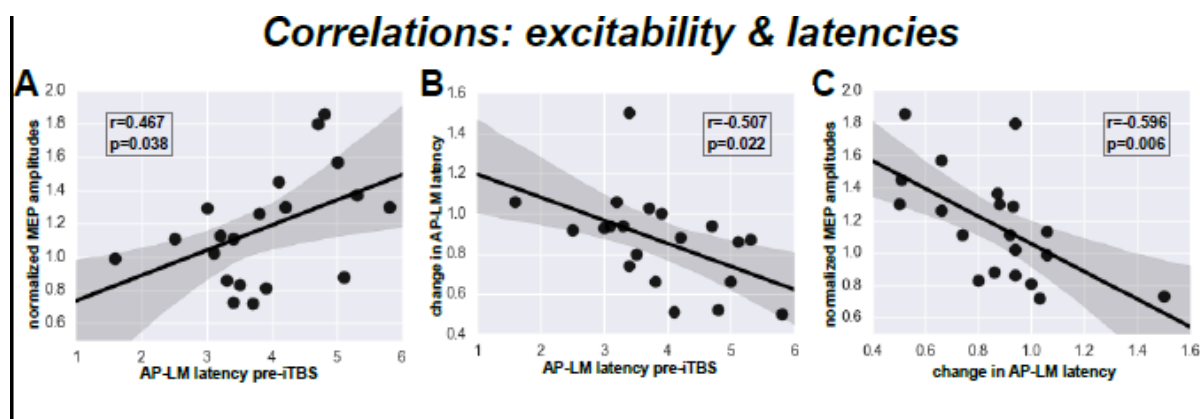 Correlations: excitability & latencies
A
normalized MEP amplitudes
2.0
1.8
1.6
1.4
1.2
1.0
0.8
0.6
r=0.467
p=0.038
1 2 3 4 5 6
AP-LM latency pre-iTBS
B
change in AP-LM latency
1.6
1.4
1.2
1.0
0.8
0.6
0.4
r=-0.507
p=0.022
1 2 3 4 5 6
AP-LM latency pre-iTBS
C
normalized MEP amplitudes
2.0
1.8
1.6
1.4
1.2
1.0
0.8
0.6
r=-0.596
p=0.006
0.4 0.6 0.8 1.0 1.2 1.4 1.6
change in AP-LM latency